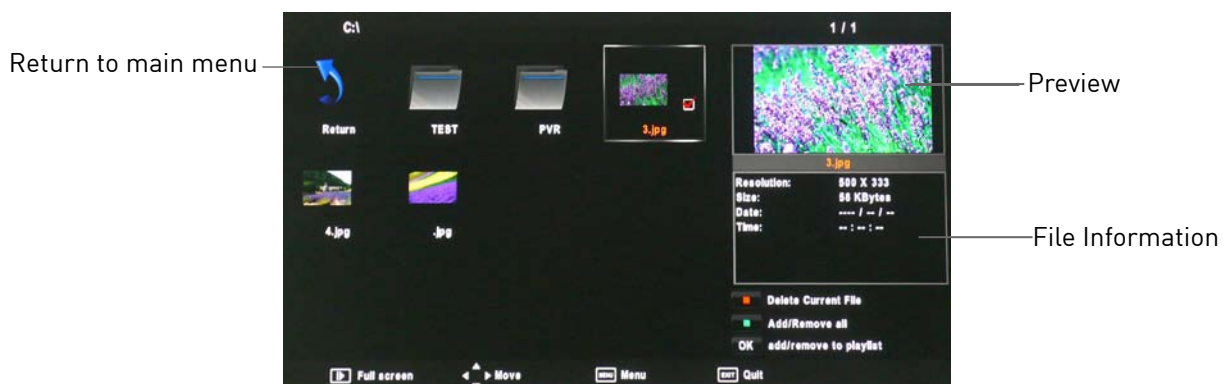 C:\ 1 / 1
Return to main menu
Preview
Return TEST PVR 3.jpg
3.jpg
Resolution: 500 X 333
Size: 56 KBytes
Date: ---- / -- / --
Time: -- : -- : --
4.jpg .jpg
File Information
Delete Current File
Add/Remove all
OK add/remove to playlist
Full screen Move MENU Menu EXIT Quit